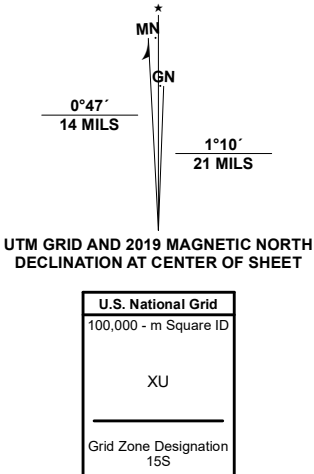 MN
GN
0°47´
14 MILS
1°10´
21 MILS
UTM GRID AND 2019 MAGNETIC NORTH
DECLINATION AT CENTER OF SHEET
U.S. National Grid
100,000 - m Square ID
XU
Grid Zone Designation
15S